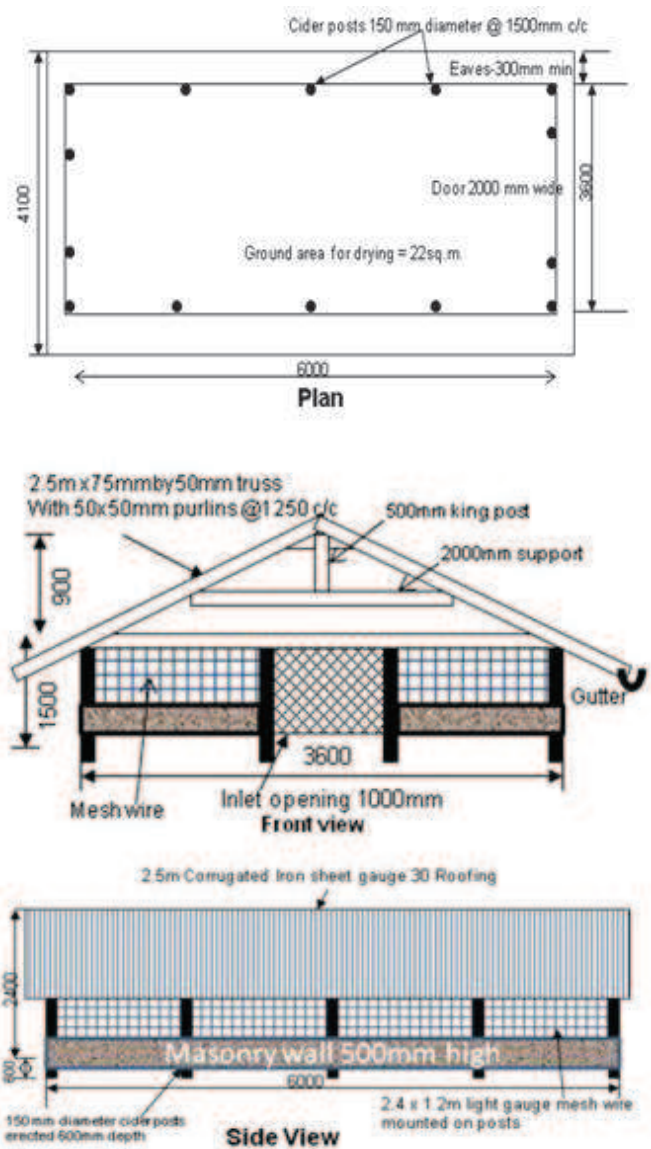 Cider posts 150 mm diameter @ 1500mm c/c
Eaves-300mm min
4100
3600
Door 2000 mm wide
Ground area for drying = 22sq.m.
6000
Plan
2.5m x75mmby50mm truss
With 50x50mm purlins @1250 c/c
500mm king post
2000mm support
900
1500
Gutter
3600
Mesh wire
Inlet opening 1000mm
Front view
2.5m Corrugated Iron sheet gauge 30 Roofing
2400
Masonry wall 500mm high
600
6000
150 mm diameter cider posts
erected 600mm depth
2.4 x 1.2m light gauge mesh wire
mounted on posts
Side View